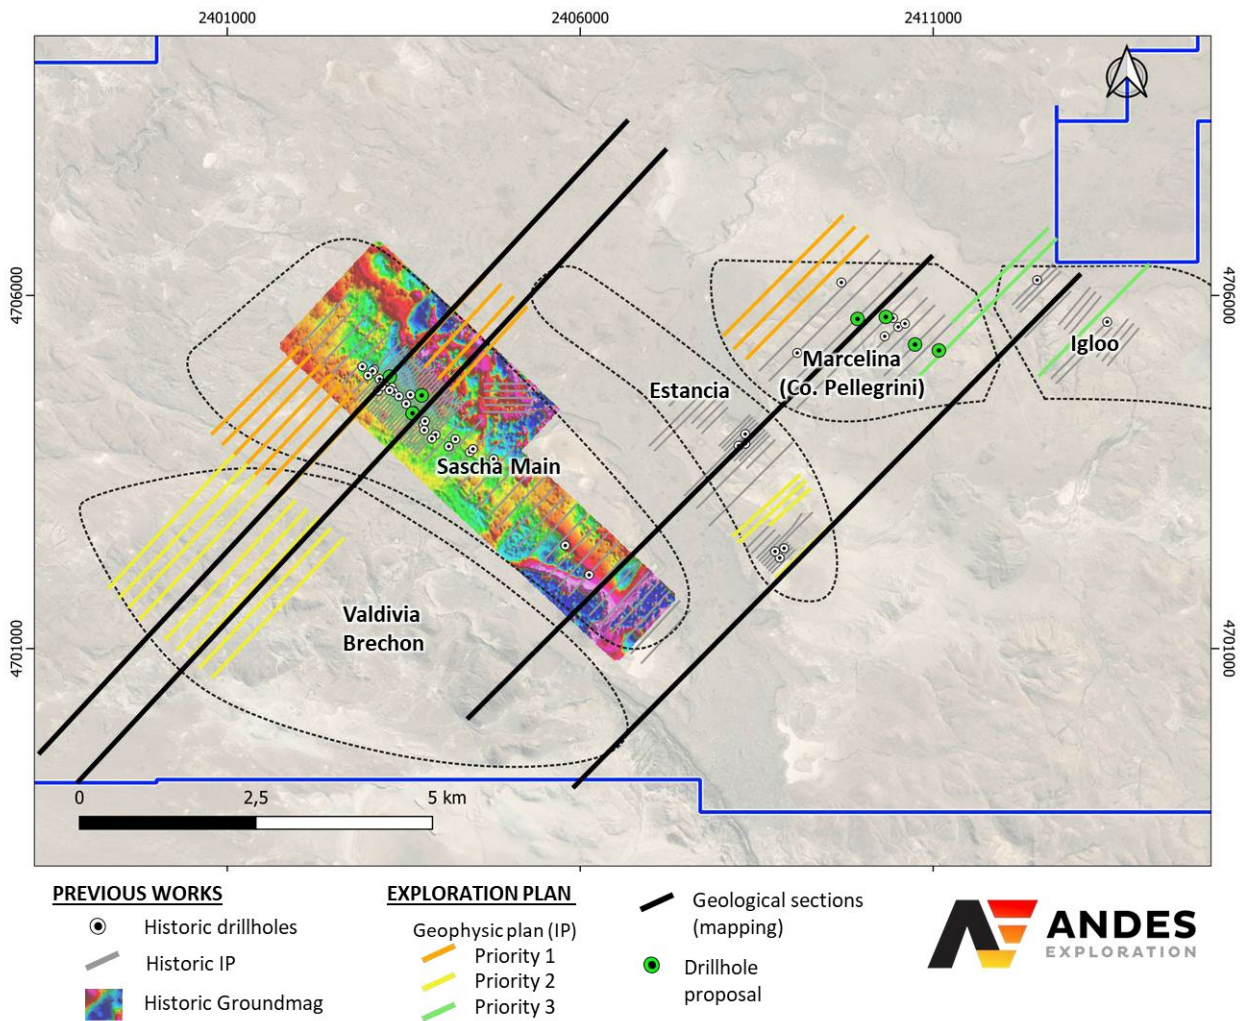 2401000
2406000
2411000
4706000
4706000
Igloo
Marcelina
(Co. Pellegrini)
Estancia
Sascha Main
Valdivia
Brechon
4701000
4701000
0
2,5
5 km
PREVIOUS WORKS
Historic drillholes
Historic IP
Historic Groundmag
EXPLORATION PLAN
Geophysic plan (IP)
Priority 1
Priority 2
Priority 3
Geological sections
(mapping)
Drillhole
proposal
ANDES
EXPLORATION